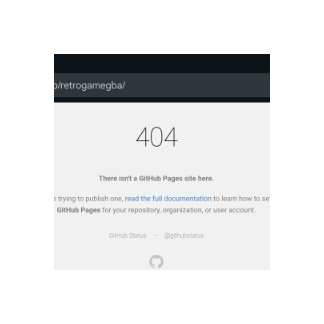 /retrogamegba/
404
There isn't a GitHub Pages site here.
trying to publish one, read the full documentation to learn how to
GitHub Pages for your repository, organization, or user account.
GitHub Status — @githubstatus